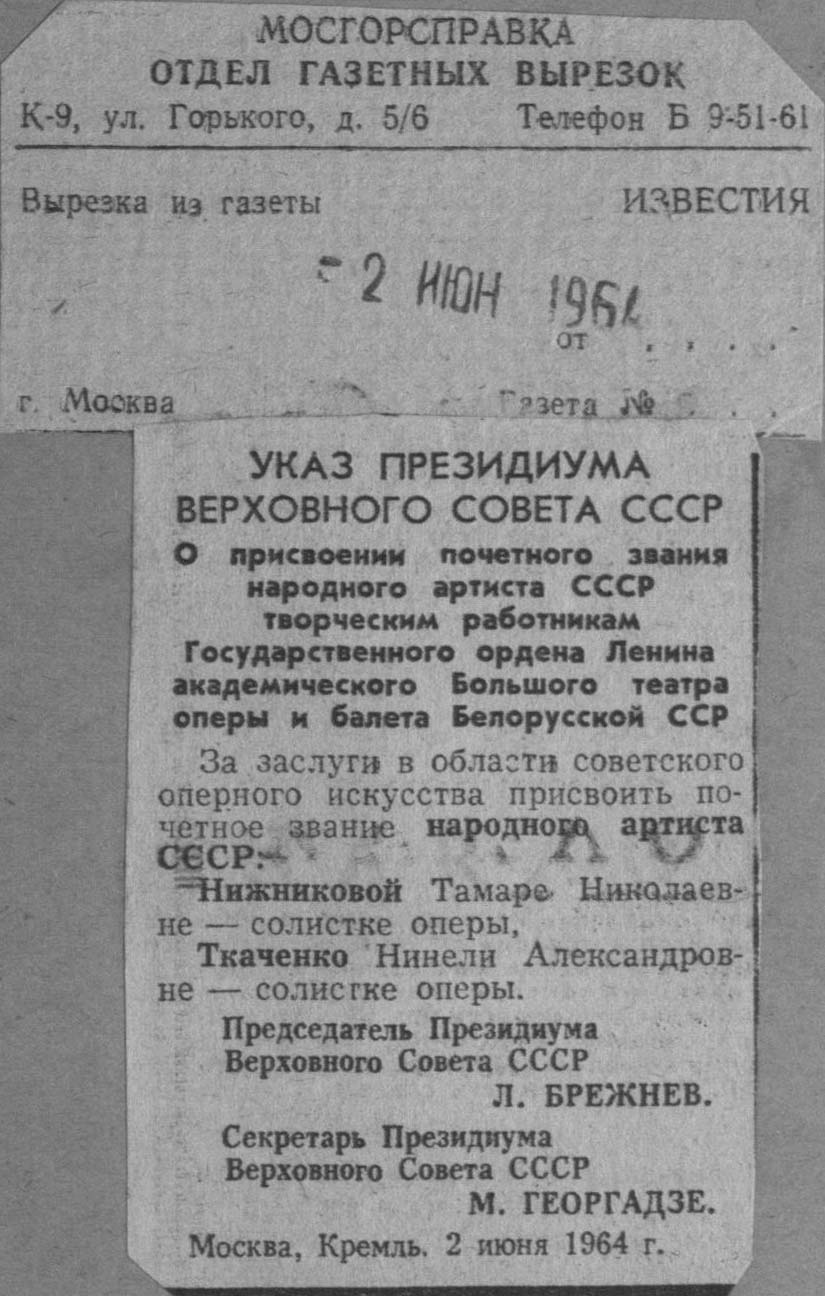 МОСГОРСПРАВКА
ОТДЕЛ ГАЗЕТНЫХ ВЫРЕЗОК
К-9, ул. Горького, д. 5/6 Телефон Б 9-51-61
Вырезка из газеты ИЗВЕСТИЯ
- 2 ИЮН 1964
от . . . .
г. Москва Газета №
УКАЗ ПРЕЗИДИУМА
ВЕРХОВНОГО СОВЕТА СССР
О присвоении почетного звания
народного артиста СССР
творческим работникам
Государственного ордена Ленина
академического Большого театра
оперы и балета Белорусской ССР
За заслуги в области советского
оперного искусства присвоить по-
четное звание народного артиста
СССР:
Нижниковой Тамаре Николаев-
не — солистке оперы,
Ткаченко Нинели Александров-
не — солистке оперы.
Председатель Президиума
Верховного Совета СССР
Л. БРЕЖНЕВ.
Секретарь Президиума
Верховного Совета СССР
М. ГЕОРГАДЗЕ.
Москва, Кремль. 2 июня 1964 г.